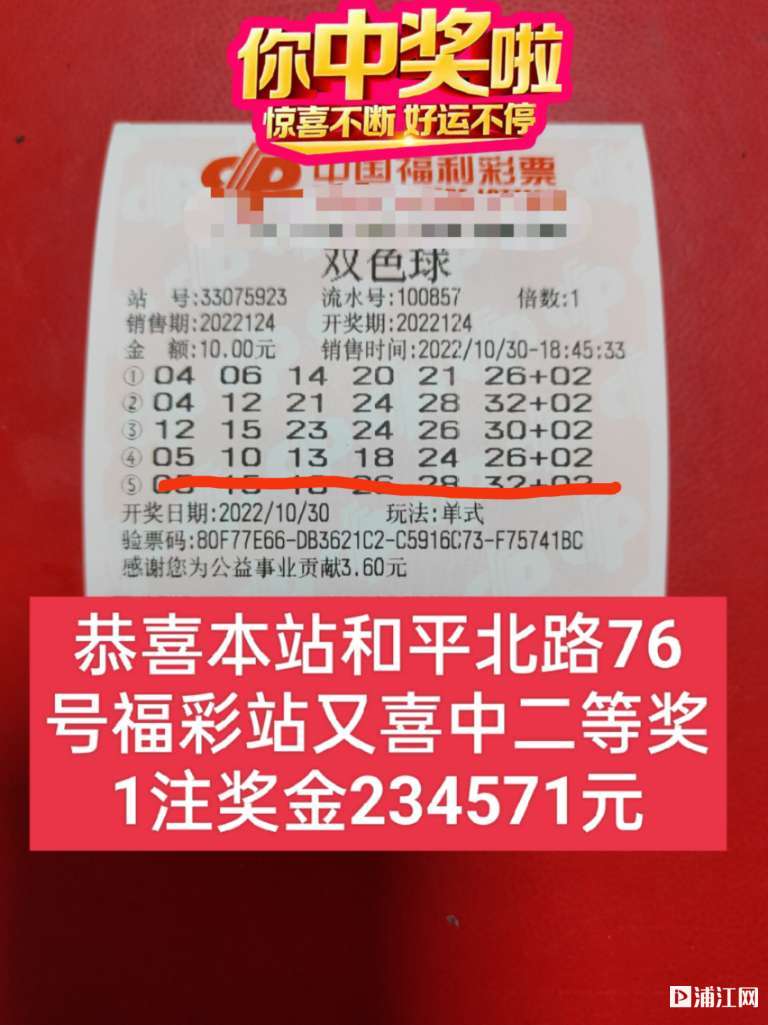 你中奖啦
惊喜不断 好运不停
中国福利彩票
双色球
站 号:33075923 流水号:100857 倍数:1
销售期:2022124 开奖期:2022124
金 额:10.00元 销售时间:2022/10/30-18:45:33
① 04 06 14 20 21 26+02
② 04 12 21 24 28 32+02
③ 12 15 23 24 26 30+02
④ 05 10 13 18 24 26+02
⑤ 28 32+02
开奖日期:2022/10/30 玩法:单式
验票码:80F77E66-DB3621C2-C5916C73-F75741BC
感谢您为公益事业贡献3.60元
恭喜本站和平北路76
号福彩站又喜中二等奖
1注奖金234571元
浦江网